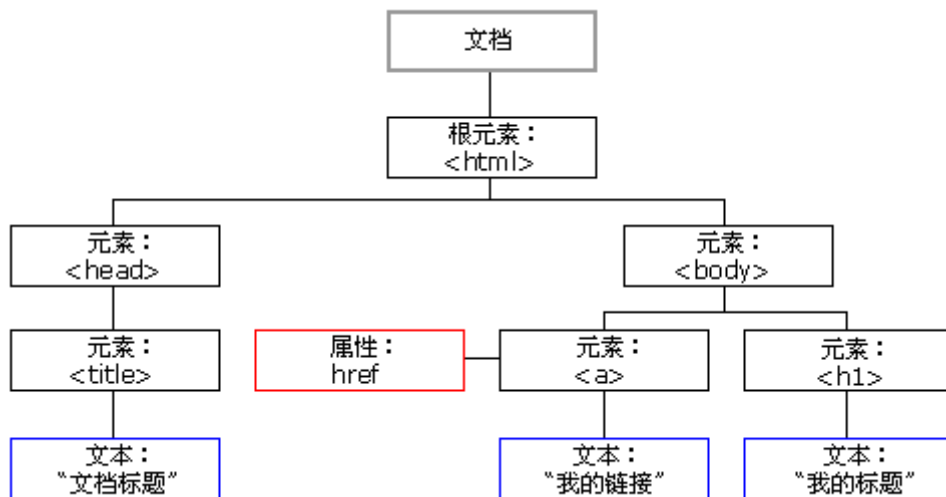 文档
根元素：
<html>
元素：
<head>
元素：
<body>
元素：
<title>
属性：
href
元素：
<a>
元素：
<h1>
文本：
“文档标题”
文本：
“我的链接”
文本：
“我的标题”